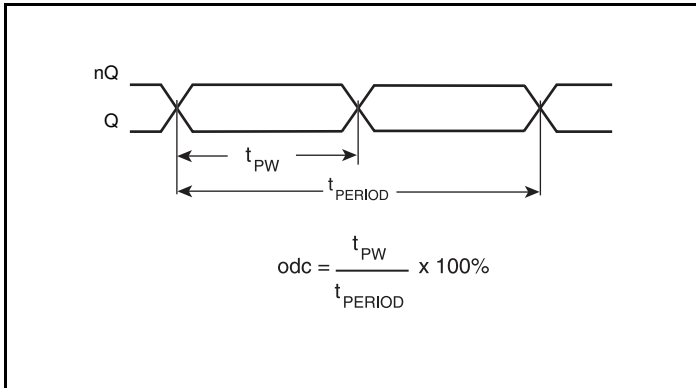 nQ
Q
tPW
tPERIOD
odc = tPW / tPERIOD x 100%